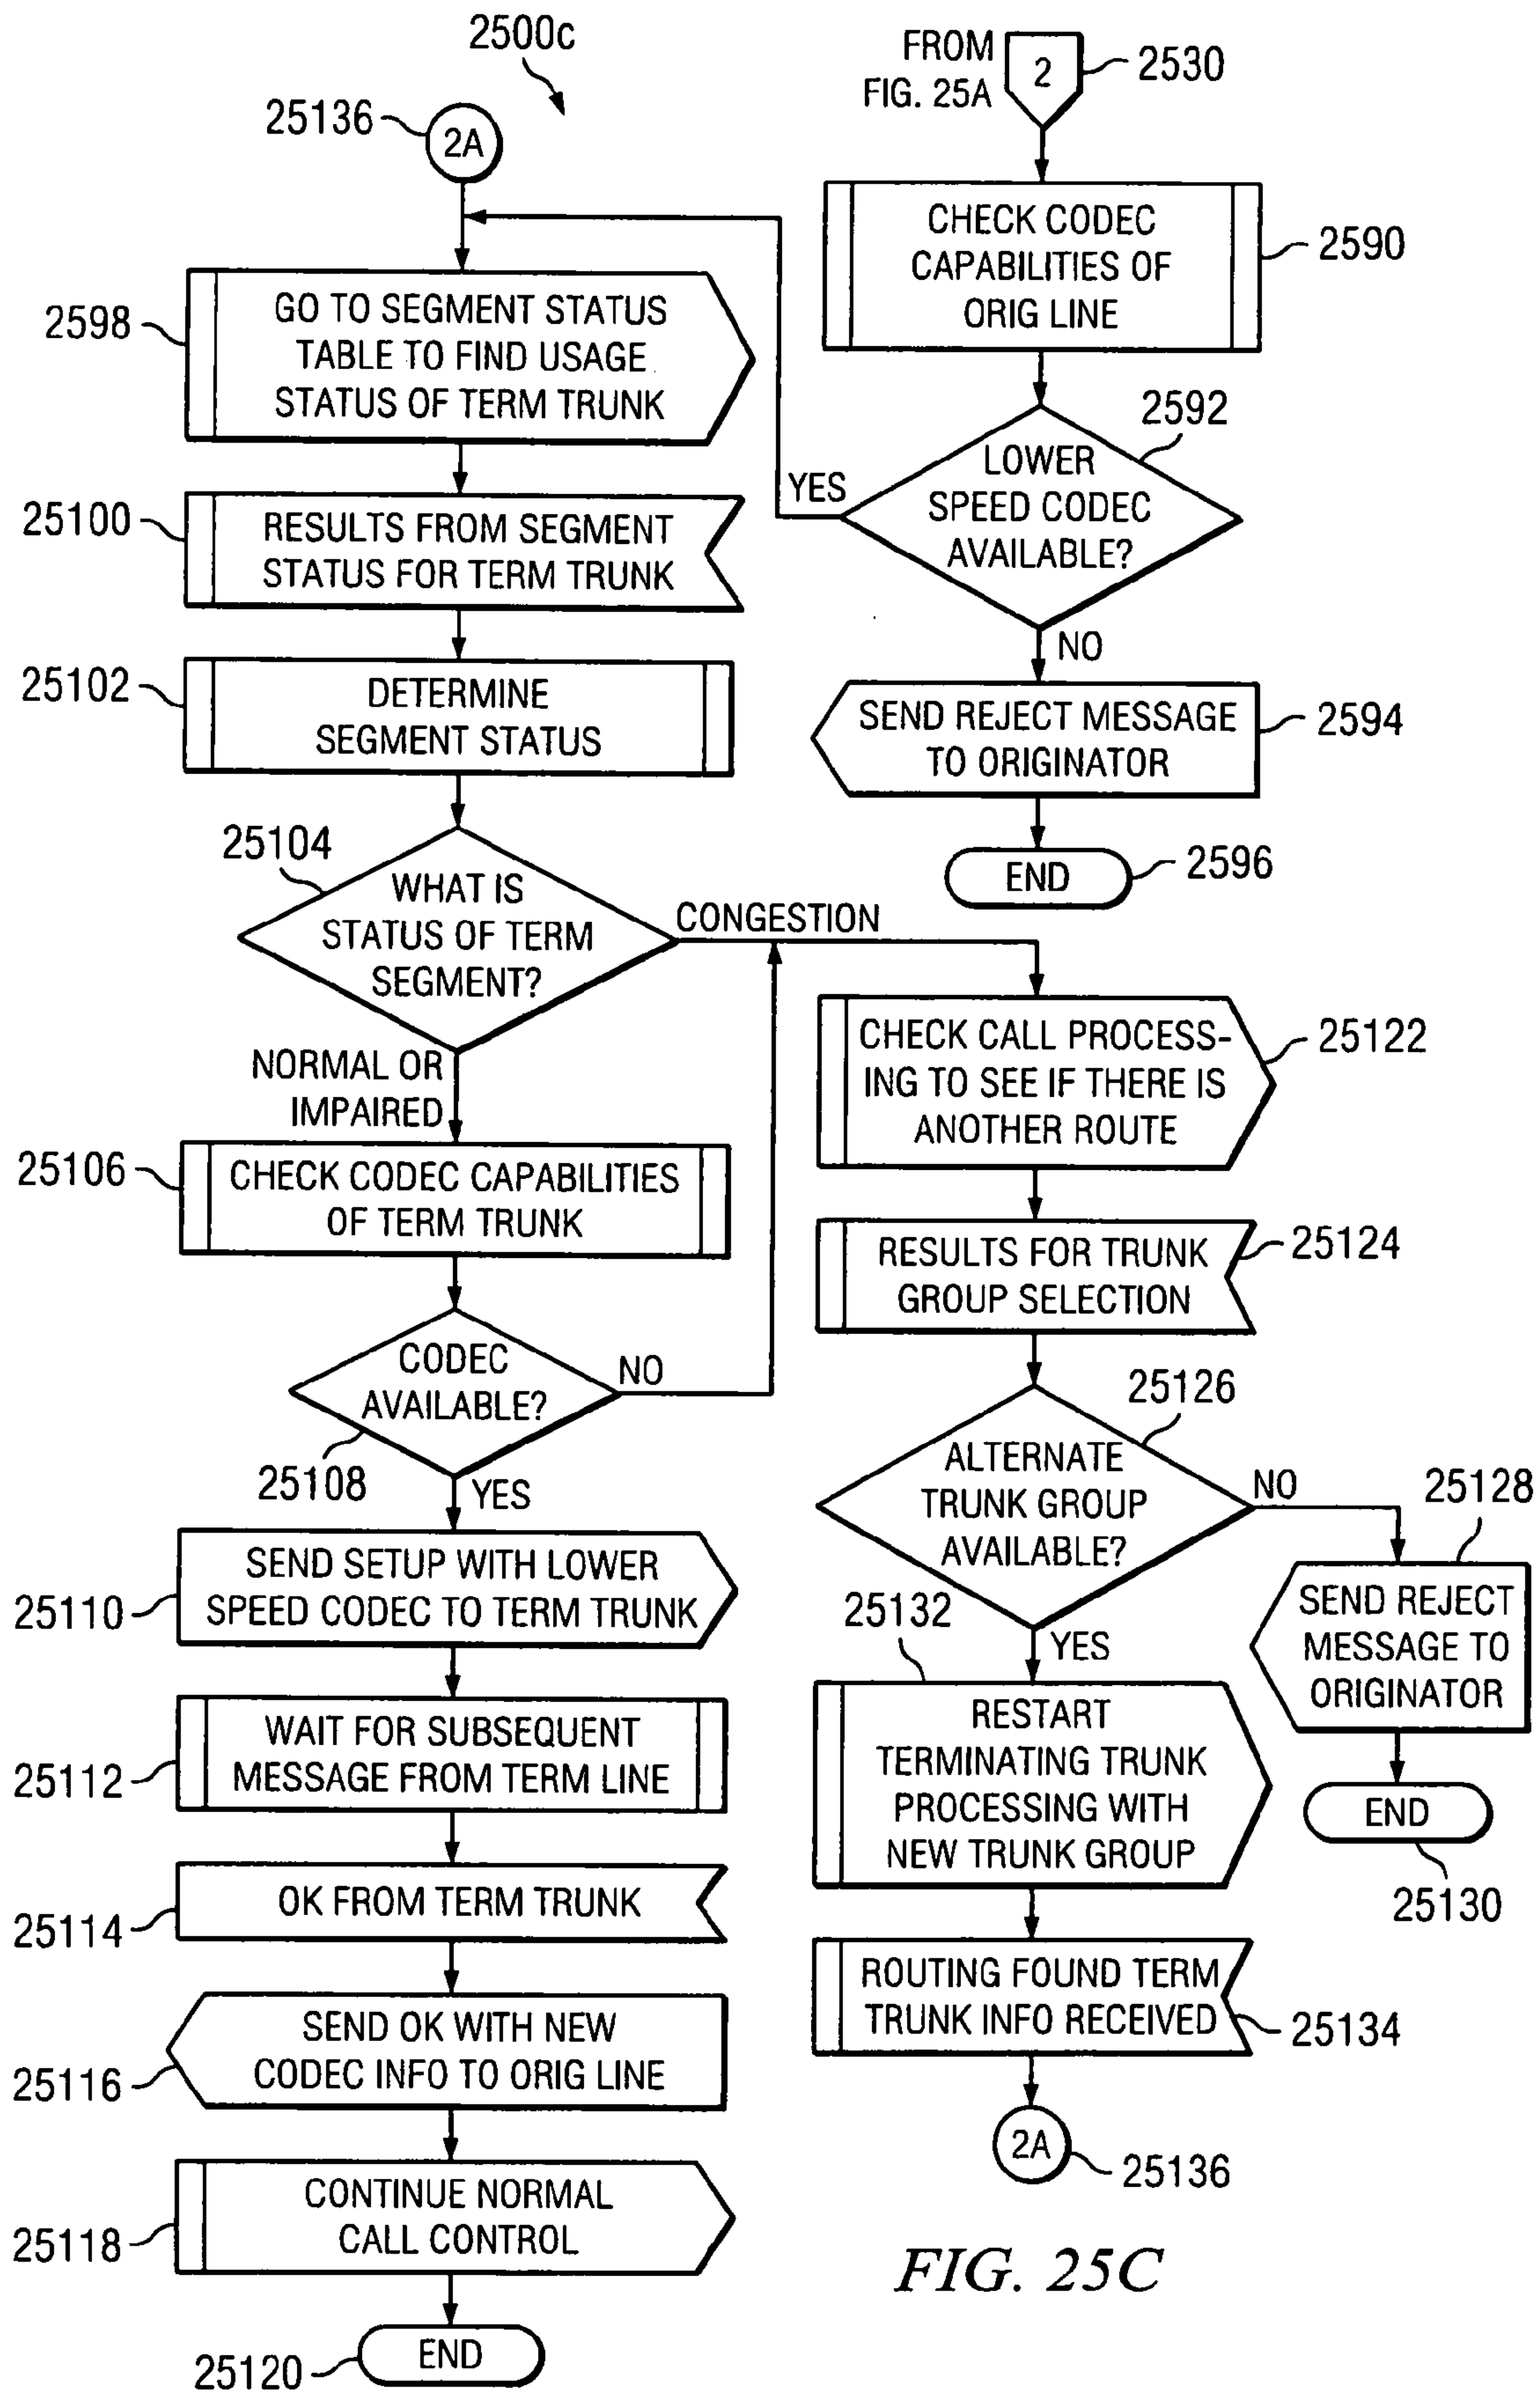 2500c
25136
2A
FROM
FIG. 25A
2
2530
CHECK CODEC
CAPABILITIES OF
ORIG LINE
2590
2598
GO TO SEGMENT STATUS
TABLE TO FIND USAGE
STATUS OF TERM TRUNK
2592
LOWER
SPEED CODEC
AVAILABLE?
YES
NO
25100
RESULTS FROM SEGMENT
STATUS FOR TERM TRUNK
25102
DETERMINE
SEGMENT STATUS
SEND REJECT MESSAGE
TO ORIGINATOR
2594
END
2596
25104
WHAT IS
STATUS OF TERM
SEGMENT?
CONGESTION
NORMAL OR
IMPAIRED
25106
CHECK CODEC CAPABILITIES
OF TERM TRUNK
CODEC
AVAILABLE?
NO
25108
YES
25110
SEND SETUP WITH LOWER
SPEED CODEC TO TERM TRUNK
25112
WAIT FOR SUBSEQUENT
MESSAGE FROM TERM LINE
25114
OK FROM TERM TRUNK
25116
SEND OK WITH NEW
CODEC INFO TO ORIG LINE
25118
CONTINUE NORMAL
CALL CONTROL
25120
END
CHECK CALL PROCESS-
ING TO SEE IF THERE IS
ANOTHER ROUTE
25122
RESULTS FOR TRUNK
GROUP SELECTION
25124
25126
ALTERNATE
TRUNK GROUP
AVAILABLE?
NO
25128
SEND REJECT
MESSAGE TO
ORIGINATOR
END
25130
YES
25132
RESTART
TERMINATING TRUNK
PROCESSING WITH
NEW TRUNK GROUP
ROUTING FOUND TERM
TRUNK INFO RECEIVED
25134
2A
25136
FIG. 25C